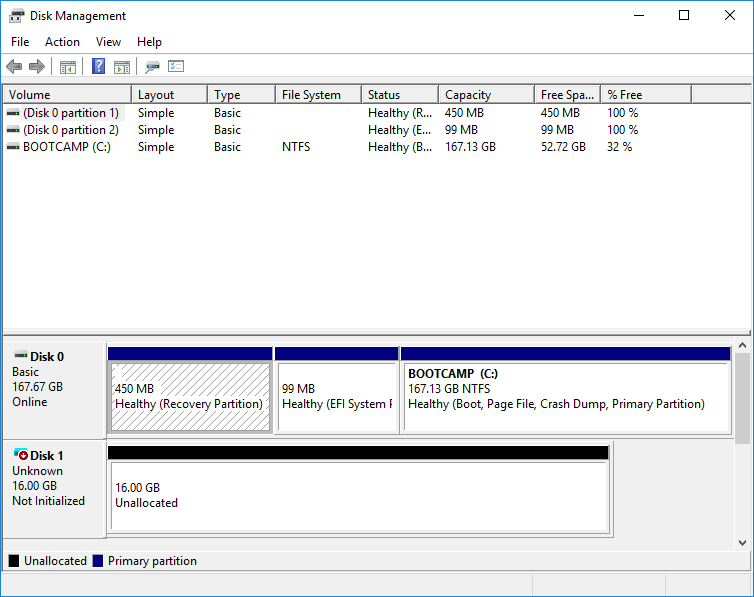 Disk Management
File Action View Help
Volume Layout Type File System Status Capacity Free Spa... % Free
(Disk 0 partition 1) Simple Basic Healthy (R... 450 MB 450 MB 100 %
(Disk 0 partition 2) Simple Basic Healthy (E... 99 MB 99 MB 100 %
BOOTCAMP (C:) Simple Basic NTFS Healthy (B... 167.13 GB 52.72 GB 32 %
Disk 0
Basic
167.67 GB
Online
450 MB
Healthy (Recovery Partition)
99 MB
Healthy (EFI System
BOOTCAMP (C:)
167.13 GB NTFS
Healthy (Boot, Page File, Crash Dump, Primary Partition)
Disk 1
Unknown
16.00 GB
Not Initialized
16.00 GB
Unallocated
Unallocated Primary partition